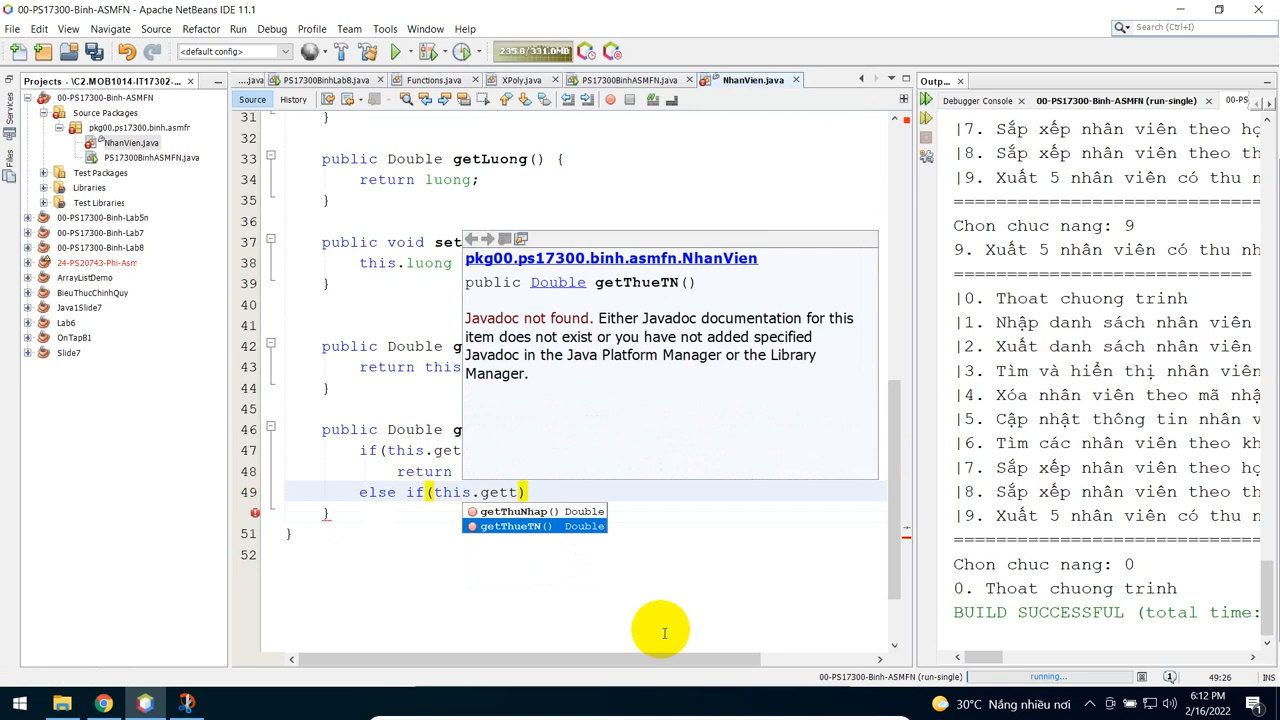 00-PS17300-Binh-ASMFN - Apache NetBeans IDE 11.1
File Edit View Navigate Source Refactor Run Debug Profile Team Tools Window Help
Search (Ctrl+I)
<default config>
235.0/331.0MB
Projects \C2.MOB1014-IT17302-...
...java PS17300BinhLab8.java Functions.java XPoly.java PS17300BinhASMFN.java NhanVien.java
Outp...
Source History
Debugger Console 00-PS17300-Binh-ASMFN (run-single) 00-PS
Services
Files
00-PS17300-Binh-ASMFN
Source Packages
pkg00.ps17300.binh.asmfn
NhanVien.java
PS17300BinhASMFN.java
Test Packages
Libraries
Test Libraries
00-PS17300-Binh-Lab5n
00-PS17300-Binh-Lab7
00-PS17300-Binh-Lab8
24-PS20743-Phi-Asm
ArrayListDemo
BieuThucChinhQuy
Java1Slide7
Lab6
OnTapB1
Slide7
31 }
32
33 public Double getLuong() {
34 return luong;
35 }
36
37 public void set
38 this.luong
39 }
40
41
42 public Double g
43 return this
44 }
45
46 public Double g
47 if(this.get
48 return
49 else if(this.gett)
}
51 }
52
pkg00.ps17300.binh.asmfn.NhanVien
public Double getThueTN()
Javadoc not found. Either Javadoc documentation for this
item does not exist or you have not added specified
Javadoc in the Java Platform Manager or the Library
Manager.
getThuNhap() Double
getThueTN() Double
|7. Sắp xếp nhân viên theo họ
|8. Sắp xếp nhân viên theo th
|9. Xuất 5 nhân viên có thu n
Chon chuc nang: 9
9. Xuất 5 nhân viên có thu nh
|0. Thoat chuong trinh
|1. Nhập danh sách nhân viên
|2. Xuất danh sách nhân viên
|3. Tìm và hiển thị nhân viên
|4. Xóa nhân viên theo mã nhậ
|5. Cập nhật thông tin nhân v
|6. Tìm các nhân viên theo kh
|7. Sắp xếp nhân viên theo họ
|8. Sắp xếp nhân viên theo th
|9. Xuất 5 nhân viên có thu n
Chon chuc nang: 0
0. Thoat chuong trinh
BUILD SUCCESSFUL (total time:
00-PS17300-Binh-ASMFN (run-single) running... 49:26 INS
30°C Nắng nhiều nơi
6:12 PM
2/16/2022